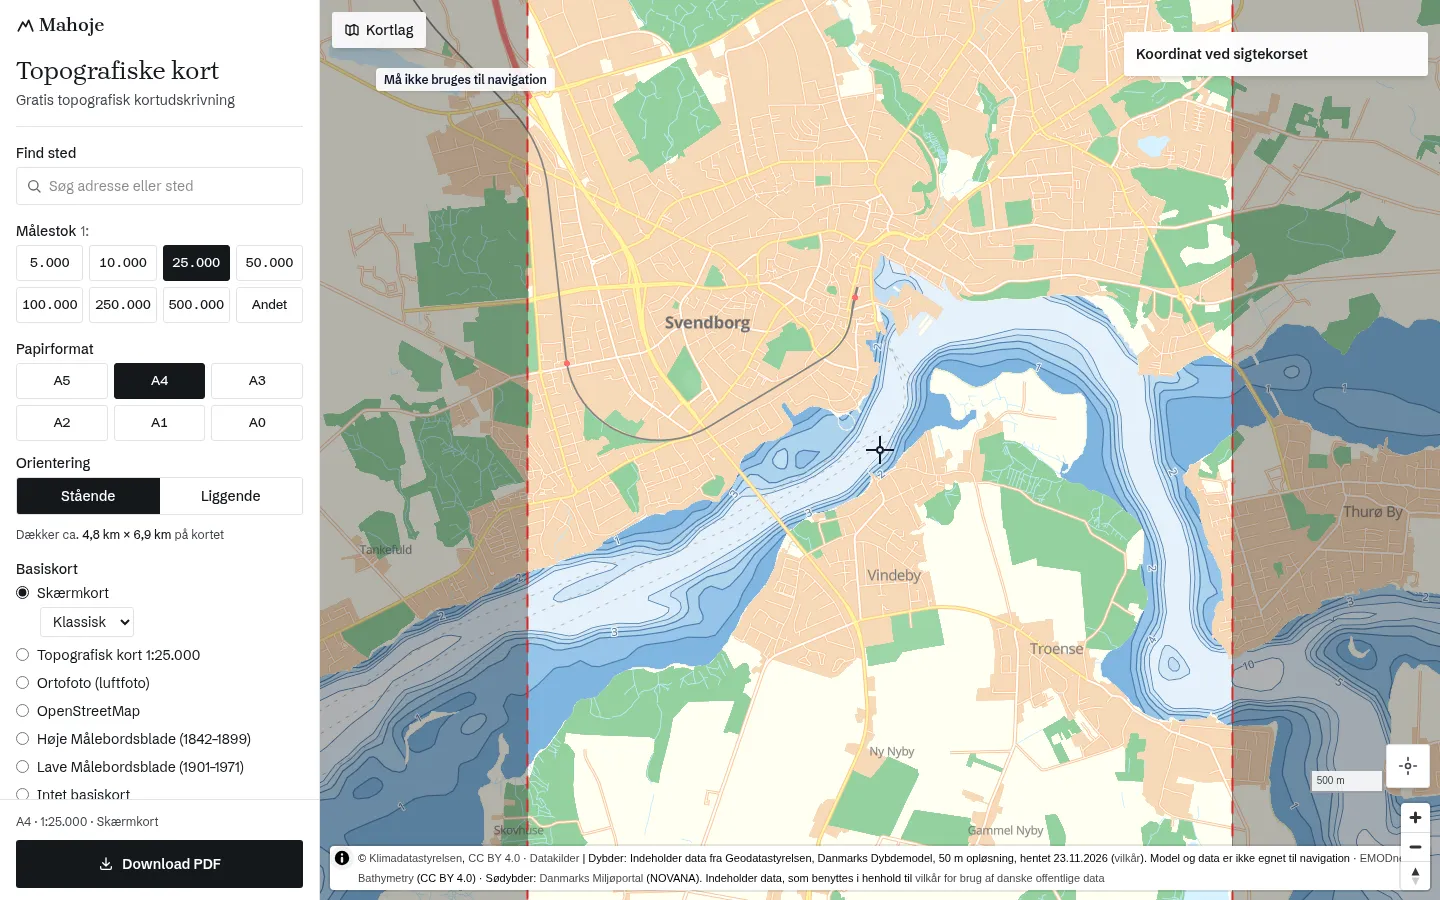 Mahoje
Topografiske kort
Gratis topografisk kortudskrivning
Find sted
Søg adresse eller sted
Målestok 1:
5.000
10.000
25.000
50.000
100.000
250.000
500.000
Andet
Papirformat
A5
A4
A3
A2
A1
A0
Orientering
Stående
Liggende
Dækker ca. 4,8 km × 6,9 km på kortet
Basiskort
Skærmkort
Klassisk
Topografisk kort 1:25.000
Ortofoto (luftfoto)
OpenStreetMap
Høje Målebordsblade (1842–1899)
Lave Målebordsblade (1901–1971)
Intet basiskort
A4 · 1:25.000 · Skærmkort
Download PDF
Kortlag
Må ikke bruges til navigation
Koordinat ved sigtekorset
Svendborg
Tankefuld
Vindeby
Thurø By
Troense
Ny Nyby
Skovhuse
Gammel Nyby
500 m
© Klimadatastyrelsen, CC BY 4.0 · Datakilder | Dybder: Indeholder data fra Geodatastyrelsen, Danmarks Dybdemodel, 50 m opløsning, hentet 23.11.2026 (vilkår). Model og data er ikke egnet til navigation · EMODne
Bathymetry (CC BY 4.0) · Sødybder: Danmarks Miljøportal (NOVANA). Indeholder data, som benyttes i henhold til vilkår for brug af danske offentlige data